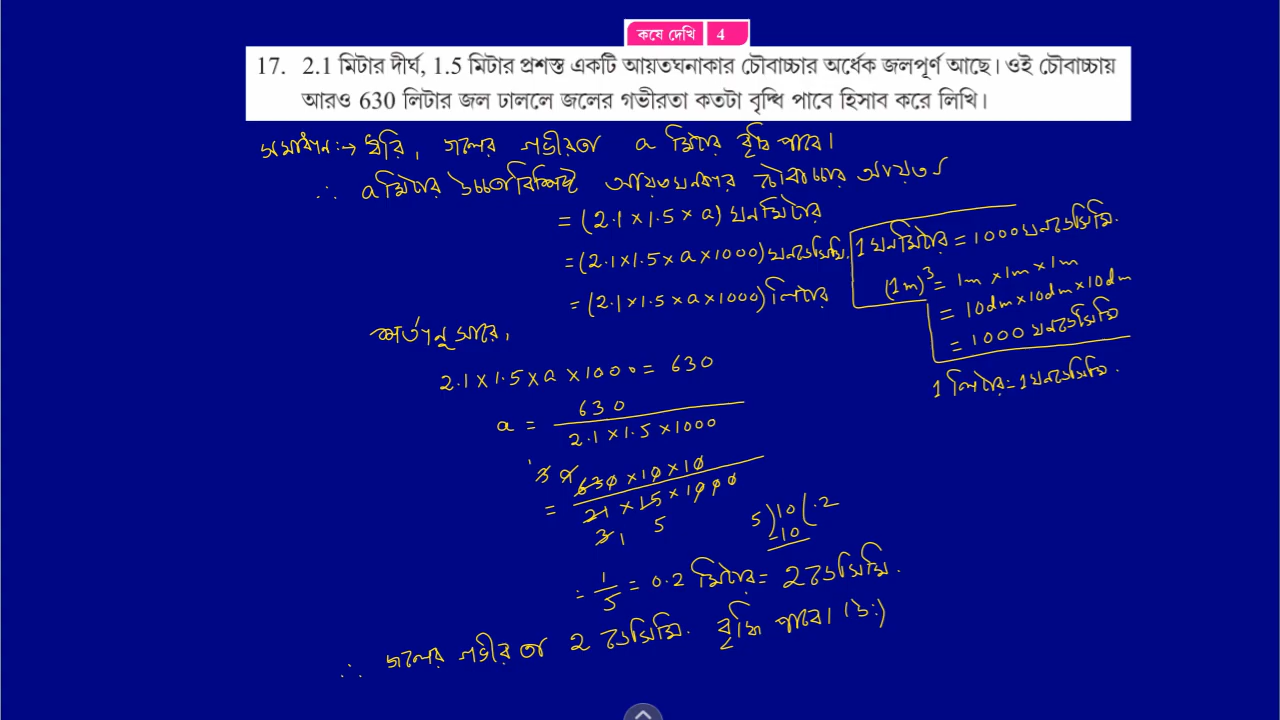 কষে দেখি 4
17. 2.1 মিটার দীর্ঘ, 1.5 মিটার প্রশস্ত একটি আয়তঘনাকার চৌবাচ্চার অর্ধেক জলপূর্ণ আছে। ওই চৌবাচ্চায়
আরও 630 লিটার জল ঢাললে জলের গভীরতা কতটা বৃদ্ধি পাবে হিসাব করে লিখি।
সমাধান:→ ধরি, জলের গভীরতা a মিটার বৃদ্ধি পাবে।
∴ a মিটার উচ্চতাবিশিষ্ট আয়তঘনাকার চৌবাচ্চার আয়তন
= (2.1 × 1.5 × a) ঘনমিটার
= (2.1 × 1.5 × a × 1000) ঘনডেসিমি.
= (2.1 × 1.5 × a × 1000) লিটার
1 ঘনমিটার = 1000 ঘনডেসিমি.
(1m)³ = 1m × 1m × 1m
= 10dm × 10dm × 10dm
= 1000 ঘনডেসিমি
1 লিটার = 1 ঘনডেসিমি.
শর্তানুসারে,
2.1 × 1.5 × a × 1000 = 630
a = 630 / 2.1 × 1.5 × 1000
= 630 × 10 × 10 / 21 × 15 × 1000
5)10(.2
-10
= 1/5 = 0.2 মিটার = 2 ডেসিমি.
∴ জলের গভীরতা 2 ডেসিমি. বৃদ্ধি পাবে। (উ:)